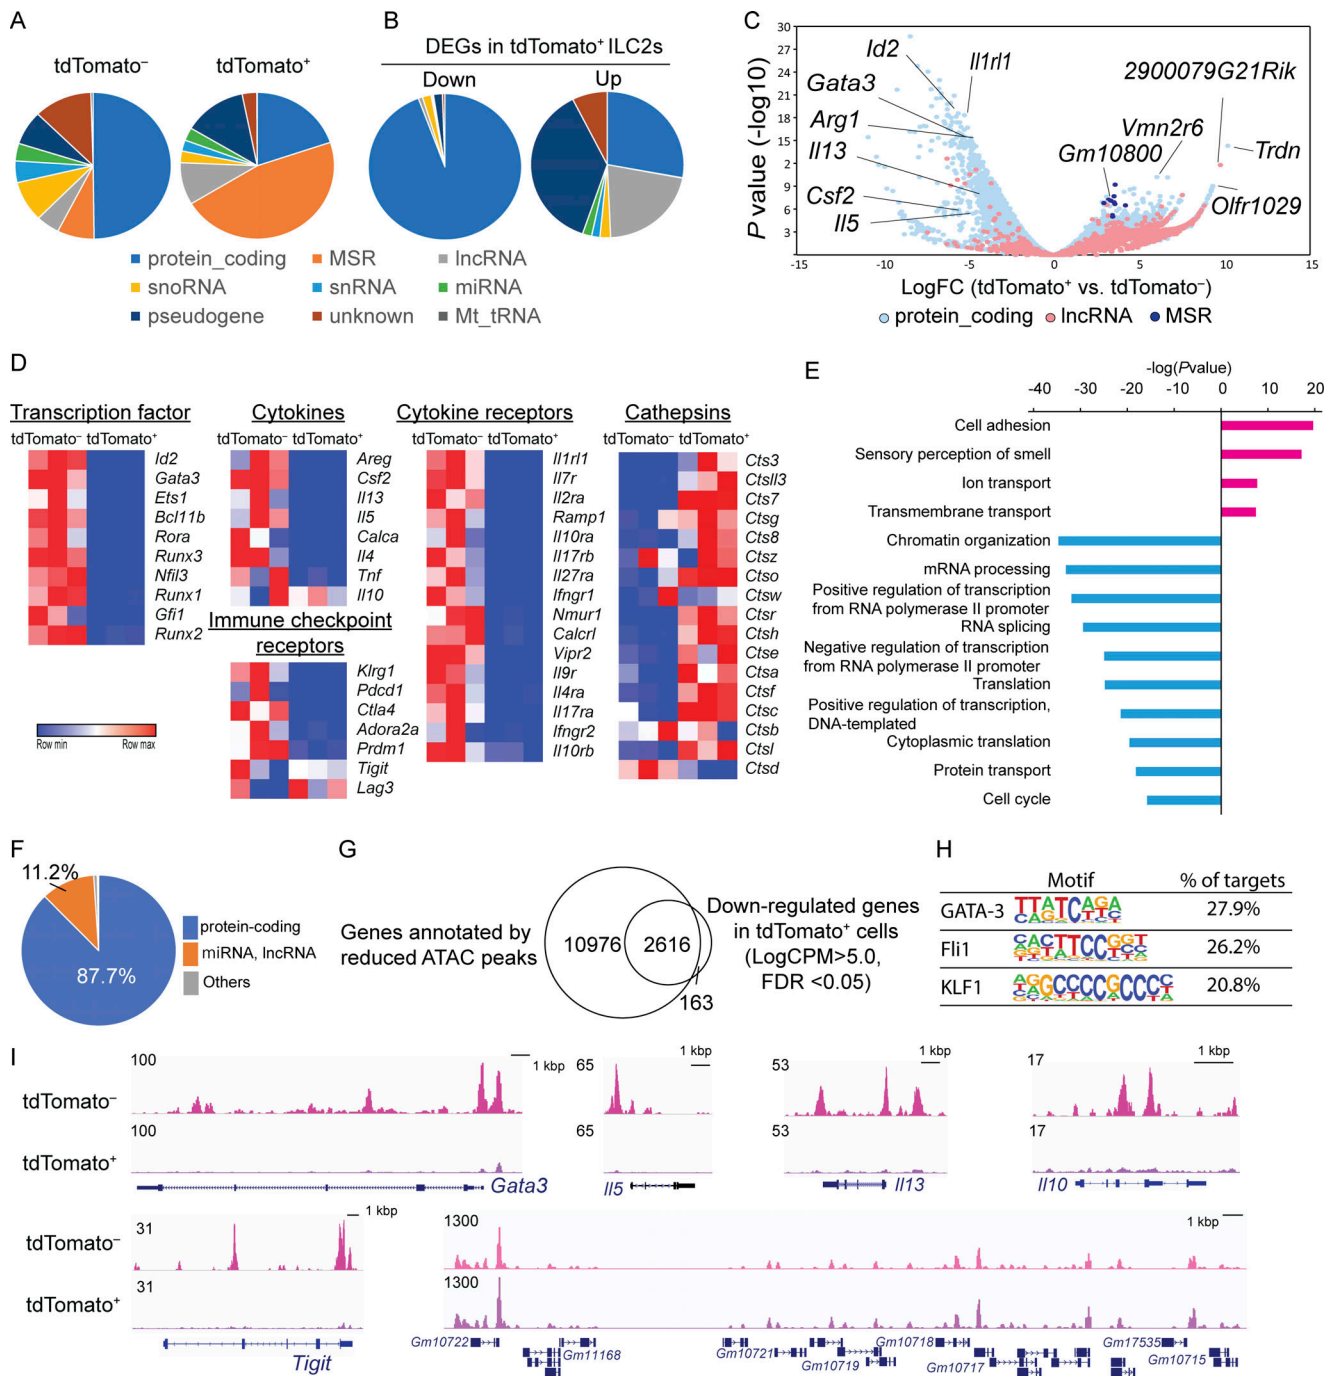 A
tdTomato⁻
tdTomato⁺
B
DEGs in tdTomato⁺ ILC2s
Down
Up
protein_coding
MSR
lncRNA
snoRNA
snRNA
miRNA
pseudogene
unknown
Mt_tRNA
C
P value (-log10)
30
27
24
21
18
15
12
9
6
3
-15
-10
-5
0
5
10
15
Id2
Il1rl1
Gata3
Arg1
Il13
Csf2
Il5
2900079G21Rik
Vmn2r6
Gm10800
Trdn
Olfr1029
LogFC (tdTomato⁺ vs. tdTomato⁻)
protein_coding
lncRNA
MSR
D
Transcription factor
tdTomato⁻ tdTomato⁺
Id2
Gata3
Ets1
Bcl11b
Rora
Runx3
Nfil3
Runx1
Gfi1
Runx2
Row min
Row max
Cytokines
tdTomato⁻ tdTomato⁺
Areg
Csf2
Il13
Il5
Calca
Il4
Tnf
Il10
Immune checkpoint
receptors
Klrg1
Pdcd1
Ctla4
Adora2a
Prdm1
Tigit
Lag3
Cytokine receptors
tdTomato⁻ tdTomato⁺
Il1rl1
Il7r
Il2ra
Ramp1
Il10ra
Il17rb
Il27ra
Ifngr1
Nmur1
Calcrl
Vipr2
Il9r
Il4ra
Il17ra
Ifngr2
Il10rb
Cathepsins
tdTomato⁻ tdTomato⁺
Cts3
Ctsll3
Cts7
Ctsg
Cts8
Ctsz
Ctso
Ctsw
Ctsr
Ctsh
Ctse
Ctsa
Ctsf
Ctsc
Ctsb
Ctsl
Ctsd
E
-log(Pvalue)
-40 -30 -20 -10 0 10 20
Cell adhesion
Sensory perception of smell
Ion transport
Transmembrane transport
Chromatin organization
mRNA processing
Positive regulation of transcription
from RNA polymerase II promoter
RNA splicing
Negative regulation of transcription
from RNA polymerase II promoter
Translation
Positive regulation of transcription,
DNA-templated
Cytoplasmic translation
Protein transport
Cell cycle
F
11.2%
87.7%
protein-coding
miRNA, lncRNA
Others
G
Genes annotated by
reduced ATAC peaks
10976
2616
163
Down-regulated genes
in tdTomato⁺ cells
(LogCPM>5.0,
FDR <0.05)
H
Motif
% of targets
GATA-3
27.9%
Fli1
26.2%
KLF1
20.8%
I
tdTomato⁻
tdTomato⁺
100
100
1 kbp
Gata3
65
65
1 kbp
Il5
53
53
1 kbp
Il13
17
17
1 kbp
Il10
tdTomato⁻
tdTomato⁺
31
31
1 kbp
Tigit
1300
1300
1 kbp
Gm10722
Gm11168
Gm10721
Gm10719
Gm10718
Gm10717
Gm17535
Gm10715